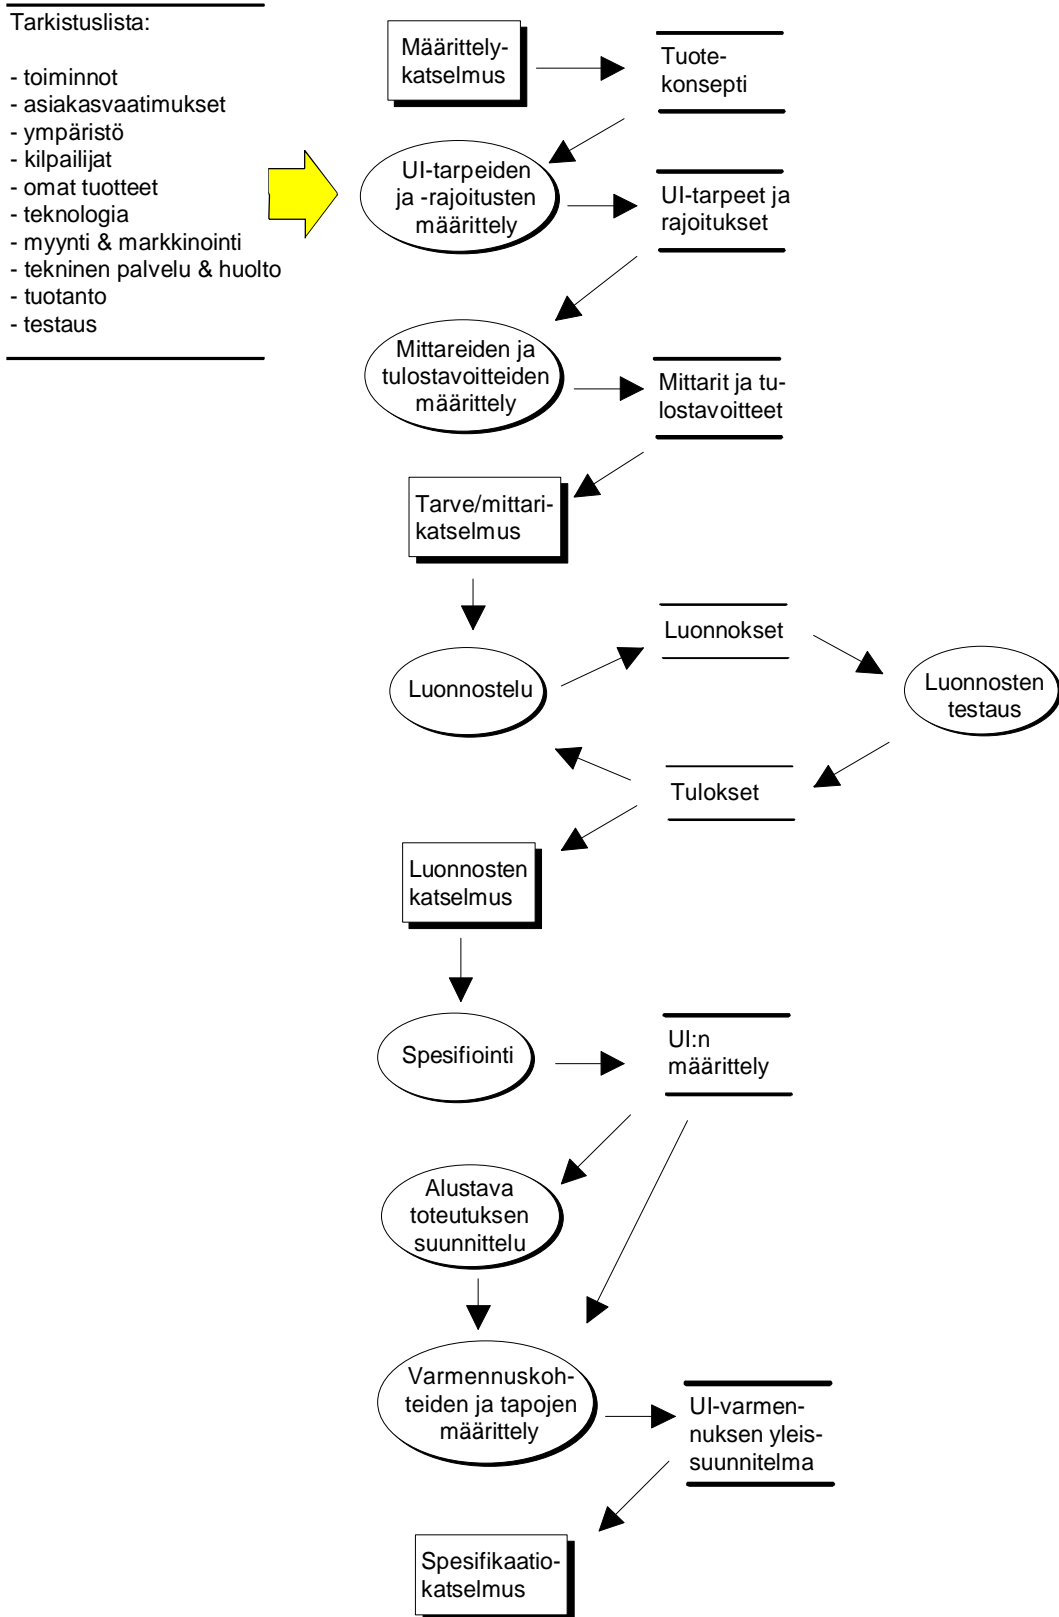 Tarkistuslista:
- toiminnot
- asiakasvaatimukset
- ympäristö
- kilpailijat
- omat tuotteet
- teknologia
- myynti & markkinointi
- tekninen palvelu & huolto
- tuotanto
- testaus
Määrittely-
katselmus
Tuote-
konsepti
UI-tarpeiden
ja -rajoitusten
määrittely
UI-tarpeet ja
rajoitukset
Mittareiden ja
tulostavoitteiden
määrittely
Mittarit ja tu-
lostavoitteet
Tarve/mittari-
katselmus
Luonnostelu
Luonnokset
Luonnosten
testaus
Tulokset
Luonnosten
katselmus
Spesifiointi
UI:n
määrittely
Alustava
toteutuksen
suunnittelu
Varmennuskoh-
teiden ja tapojen
määrittely
UI-varmen-
nuksen yleis-
suunnitelma
Spesifikaatio-
katselmus